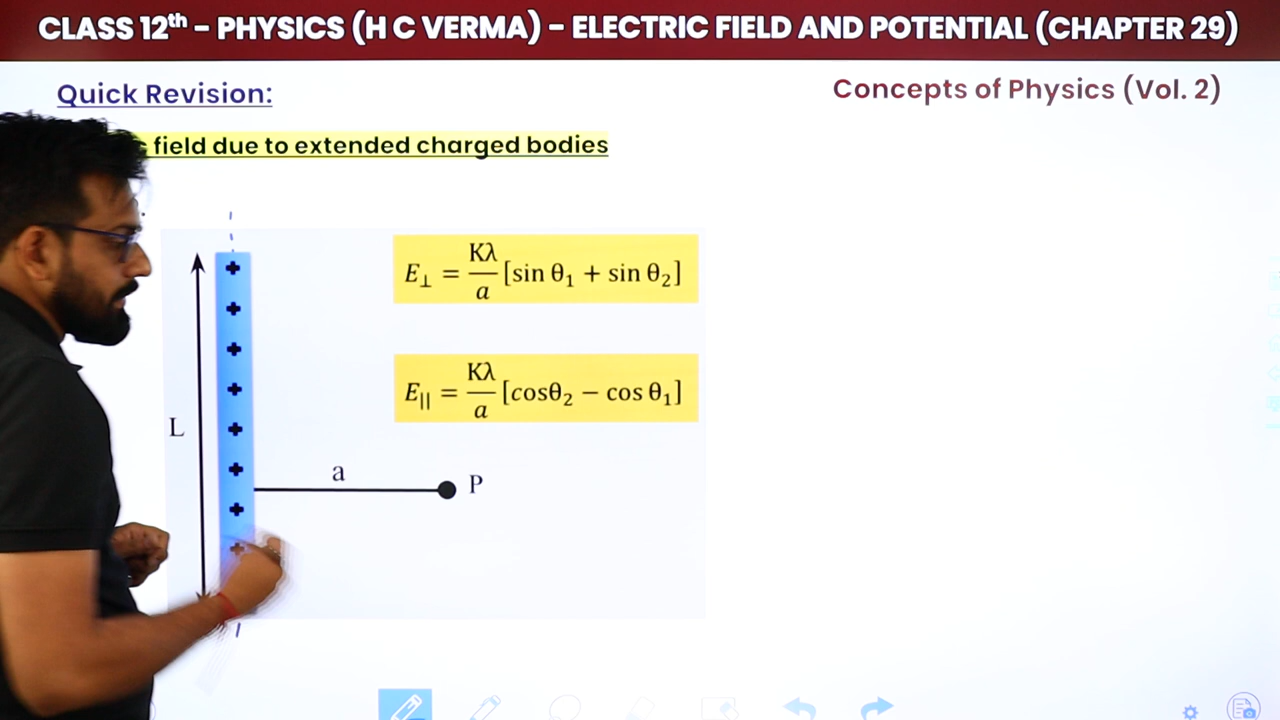 CLASS 12th – PHYSICS (H C VERMA) – ELECTRIC FIELD AND POTENTIAL (CHAPTER 29)
Quick Revision:
Concepts of Physics (Vol. 2)
field due to extended charged bodies
E⊥ = Kλ/a [sin θ₁ + sin θ₂]
E|| = Kλ/a [cosθ₂ − cos θ₁]
L
a
P